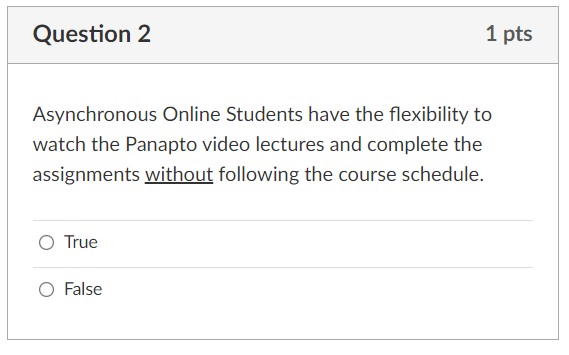 Question 2
1 pts
Asynchronous Online Students have the flexibility to
watch the Panapto video lectures and complete the
assignments without following the course schedule.
True
False